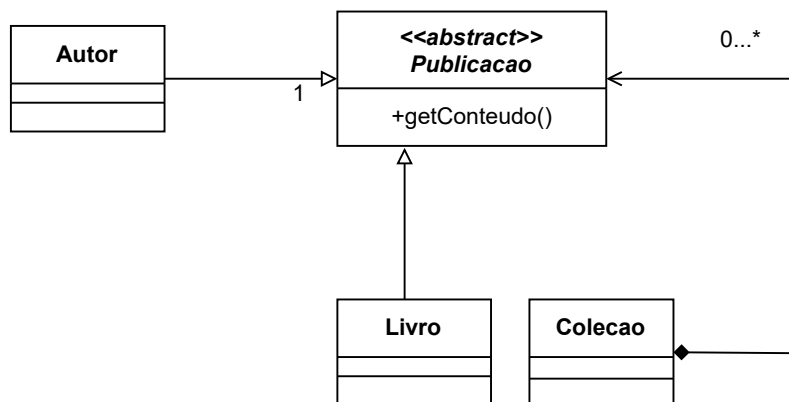 Autor
1
<<abstract>>
Publicacao
+getConteudo()
0...*
Livro
Colecao